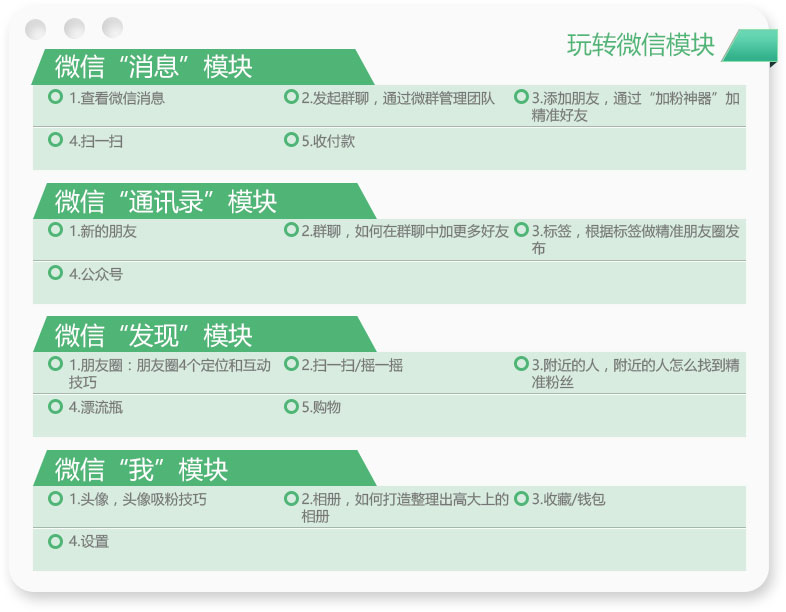 玩转微信模块
微信“消息”模块
1.查看微信消息
2.发起群聊，通过微群管理团队
3.添加朋友，通过“加粉神器”加
精准好友
4.扫一扫
5.收付款
微信“通讯录”模块
1.新的朋友
2.群聊，如何在群聊中加更多好友
3.标签，根据标签做精准朋友圈发
布
4.公众号
微信“发现”模块
1.朋友圈：朋友圈4个定位和互动
技巧
2.扫一扫/摇一摇
3.附近的人，附近的人怎么找到精
准粉丝
4.漂流瓶
5.购物
微信“我”模块
1.头像，头像吸粉技巧
2.相册，如何打造整理出高大上的
相册
3.收藏/钱包
4.设置